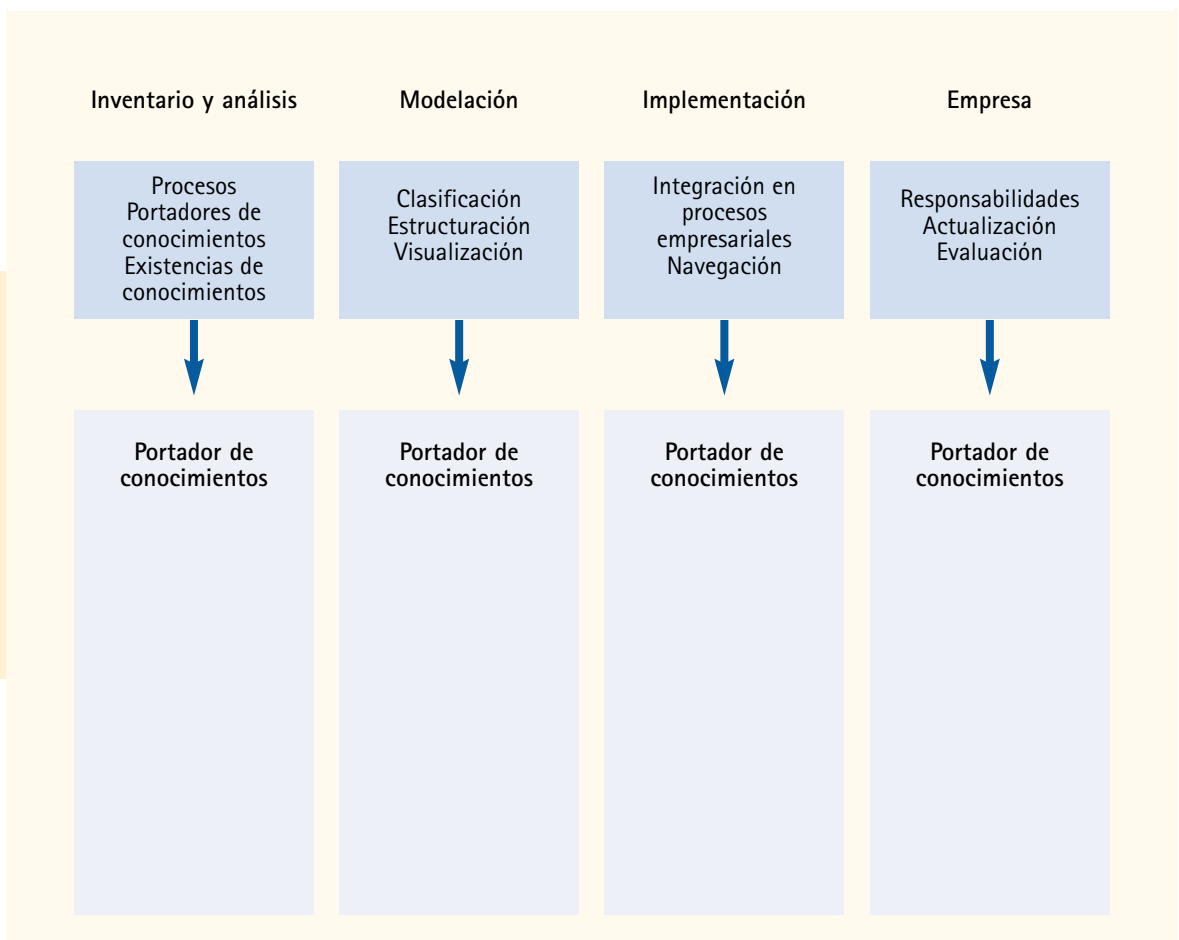 Inventario y análisis
Procesos
Portadores de
conocimientos
Existencias de
conocimientos
Portador de
conocimientos
Modelación
Clasificación
Estructuración
Visualización
Portador de
conocimientos
Implementación
Integración en
procesos
empresariales
Navegación
Portador de
conocimientos
Empresa
Responsabilidades
Actualización
Evaluación
Portador de
conocimientos